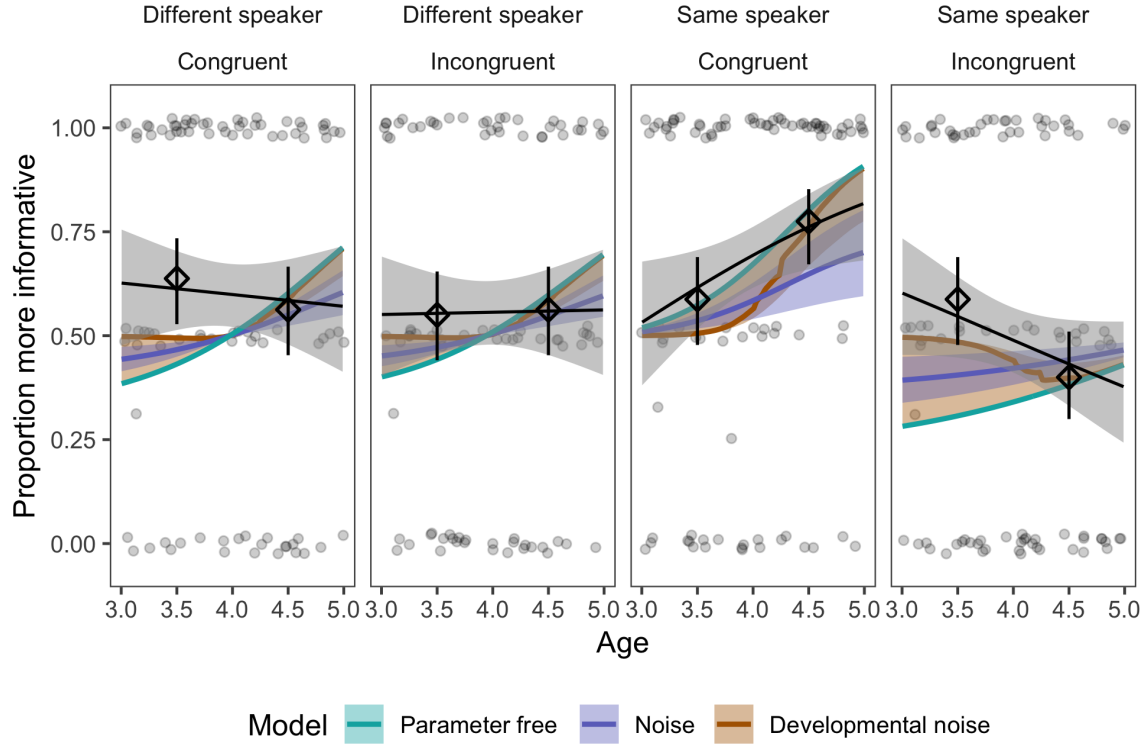 Different speaker Different speaker Same speaker Same speaker
Congruent Incongruent Congruent Incongruent
1.00
0.75
0.50
0.25
0.00
Proportion more informative
3.0 3.5 4.0 4.5 5.0 3.0 3.5 4.0 4.5 5.0 3.0 3.5 4.0 4.5 5.0 3.0 3.5 4.0 4.5 5.0
Age
Model Parameter free Noise Developmental noise